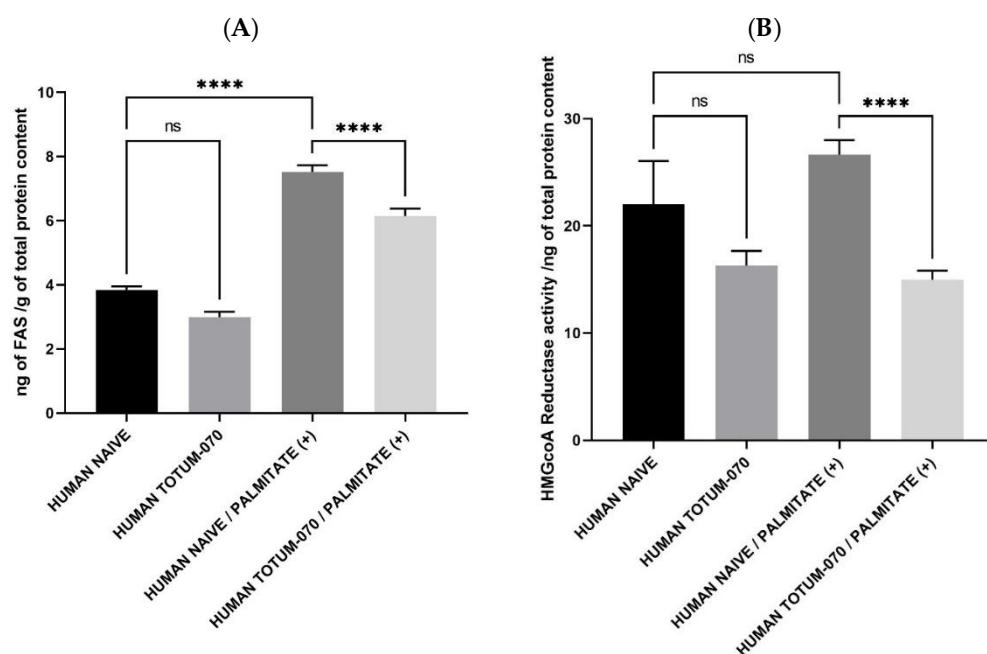 (A)
ng of FAS /g of total protein content
10
8
6
4
2
0
****
ns
****
HUMAN NAIVE
HUMAN TOTUM-070
HUMAN NAIVE / PALMITATE (+)
HUMAN TOTUM-070 / PALMITATE (+)
(B)
HMGcoA Reductase activity /ng of total protein content
30
20
10
0
ns
ns
****
HUMAN NAIVE
HUMAN TOTUM-070
HUMAN NAIVE / PALMITATE (+)
HUMAN TOTUM-070 / PALMITATE (+)